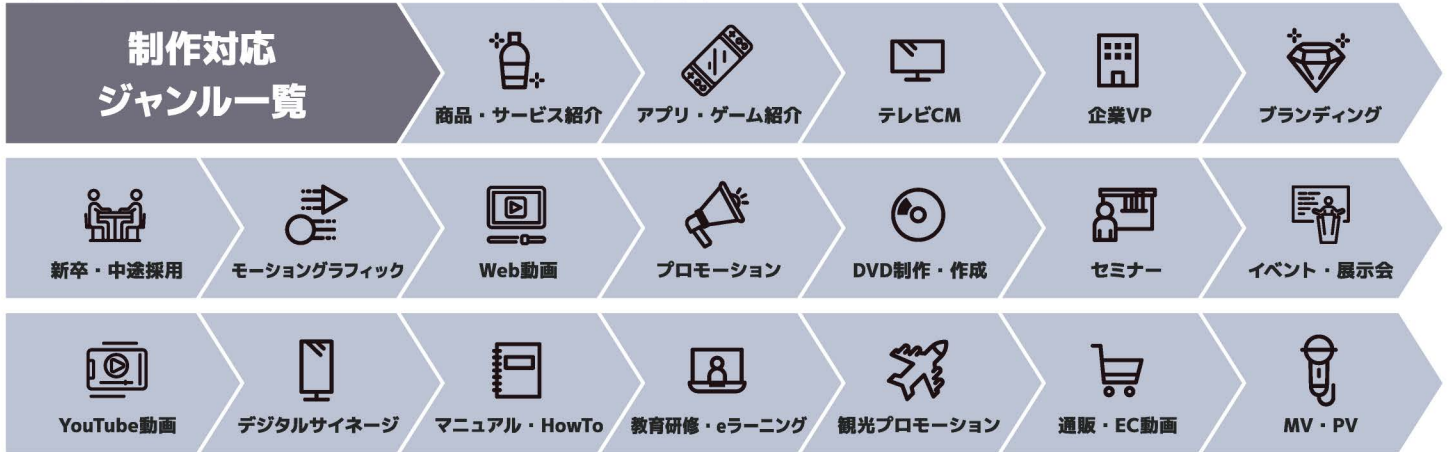 制作対応
ジャンル一覧
商品・サービス紹介
アプリ・ゲーム紹介
テレビCM
企業VP
ブランディング
新卒・中途採用
モーショングラフィック
Web動画
プロモーション
DVD制作・作成
セミナー
イベント・展示会
YouTube動画
デジタルサイネージ
マニュアル・HowTo
教育研修・eラーニング
観光プロモーション
通販・EC動画
MV・PV